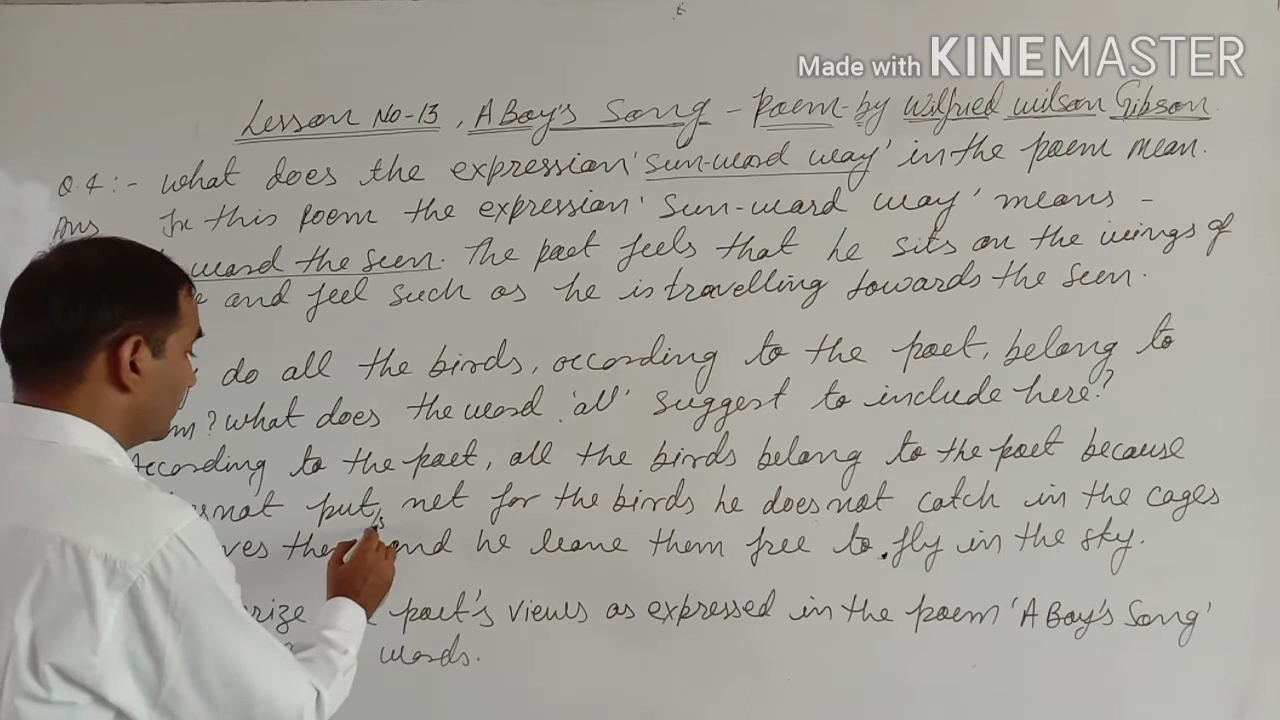 Made with KINEMASTER
Lesson No-13, A Boy's Song - Poem - by Wilfried Wilson Gibson.
Q.4:- What does the expression 'sun-ward way' in the poem mean.
Ans In this Poem the expression 'sun-ward way' means -
ward the sun. The poet feels that he sits on the wings of
and feel such as he is travelling towards the sun.
do all the birds, according to the poet, belong to
? What does the word 'all' suggest to include here?
According to the poet, all the birds belong to the poet because
not put, net for the birds he does not catch in the cages
and he leave them free to fly in the sky.
poet's views as expressed in the poem 'A Boy's Song'
words.